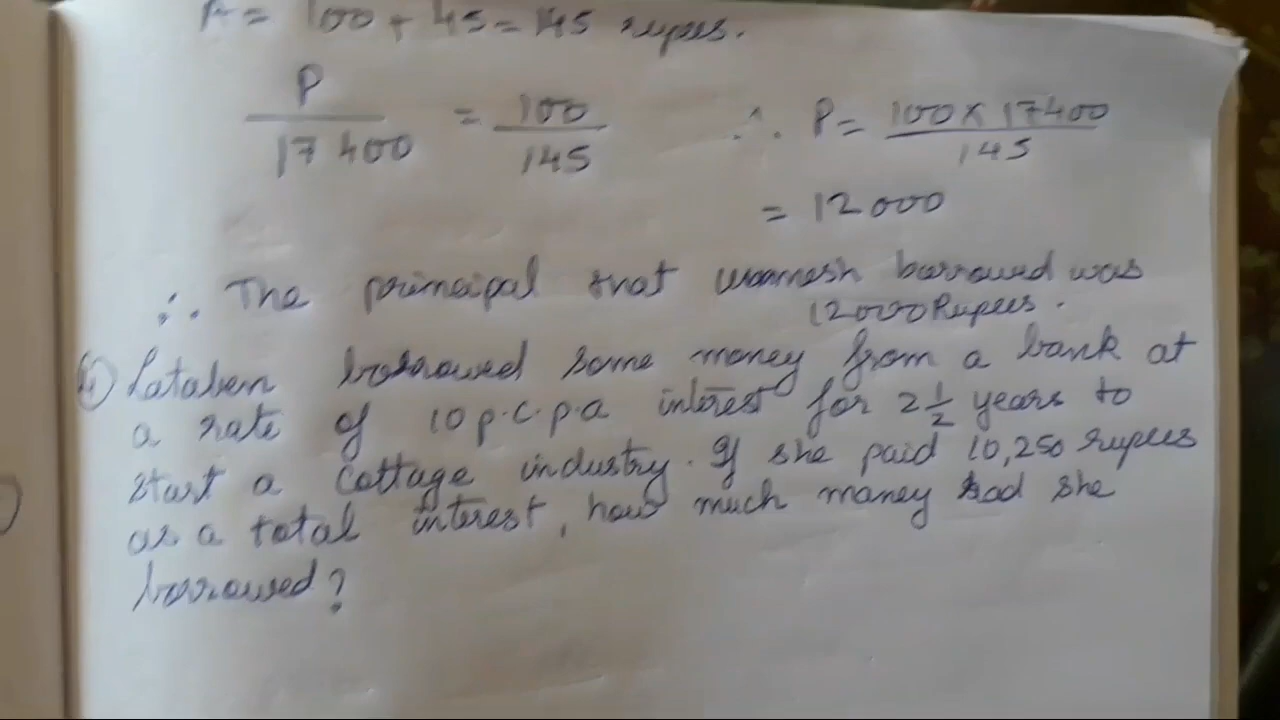 A = 100 + 45 = 145 rupees.
P / 17400 = 100 / 145 ∴ P = 100 x 17400 / 145
= 12000
∴ The principal that borrowed was
12000 Rupees.
4) Lataben borrowed some money from a bank at
a rate of 10 p.c.p.a interest for 2 1/2 years to
start a cottage industry. If she paid 10,250 rupees
as a total interest, how much money had she
borrowed?